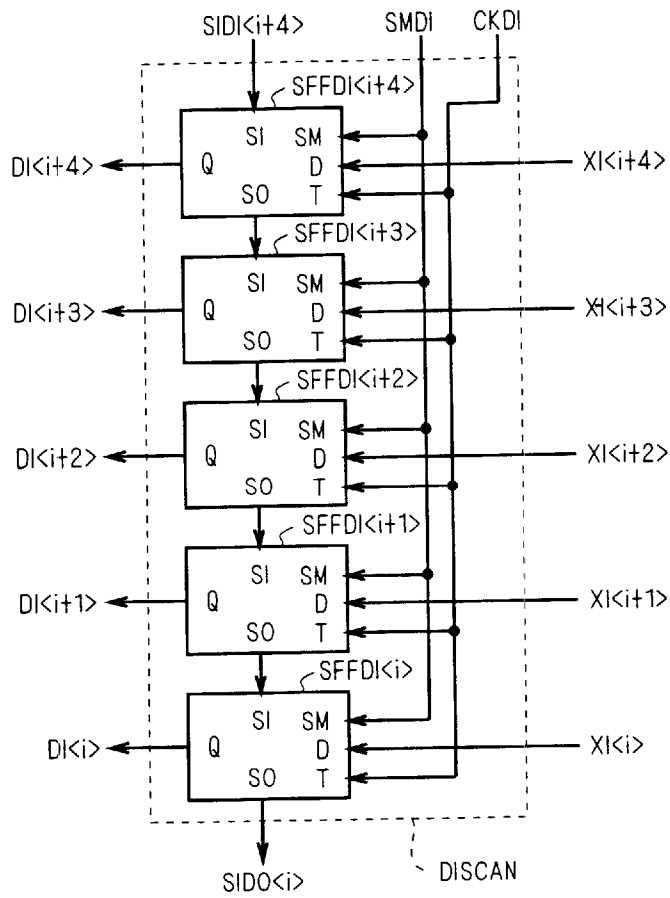 SIDI<i+4>
SMDI
CKDI
SFFDI<i+4>
SI
SM
DI<i+4>
Q
D
XI<i+4>
SO
T
SFFDI<i+3>
SI
SM
DI<i+3>
Q
D
XI<i+3>
SO
T
SFFDI<i+2>
SI
SM
DI<i+2>
Q
D
XI<i+2>
SO
T
SFFDI<i+1>
SI
SM
DI<i+1>
Q
D
XI<i+1>
SO
T
SFFDI<i>
SI
SM
DI<i>
Q
D
XI<i>
SO
T
DISCAN
SIDO<i>